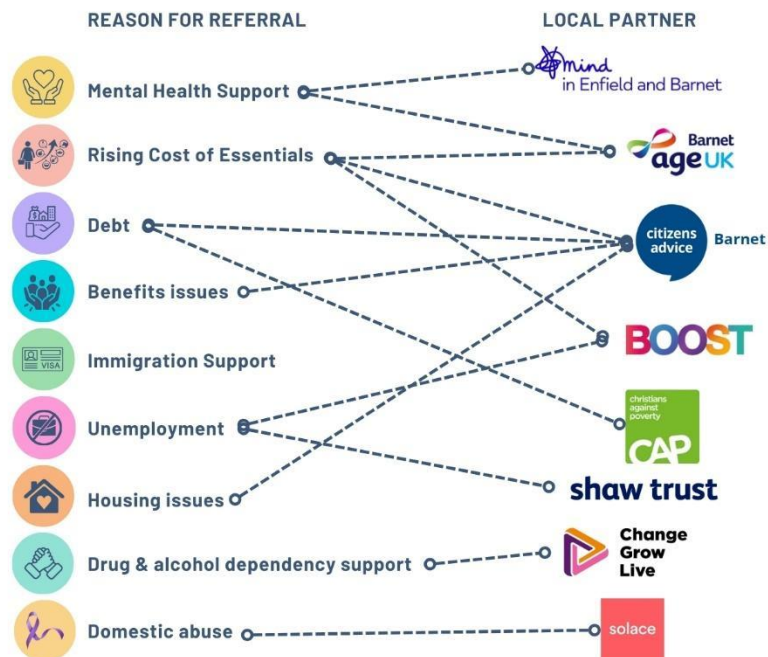 REASON FOR REFERRAL
LOCAL PARTNER
Mental Health Support
mind
in Enfield and Barnet
Rising Cost of Essentials
Barnet
age UK
Debt
citizens
advice
Barnet
Benefits issues
BOOST
Immigration Support
VISA
christians
against
poverty
CAP
Unemployment
shaw trust
Housing issues
Change
Grow
Live
Drug & alcohol dependency support
Domestic abuse
solace